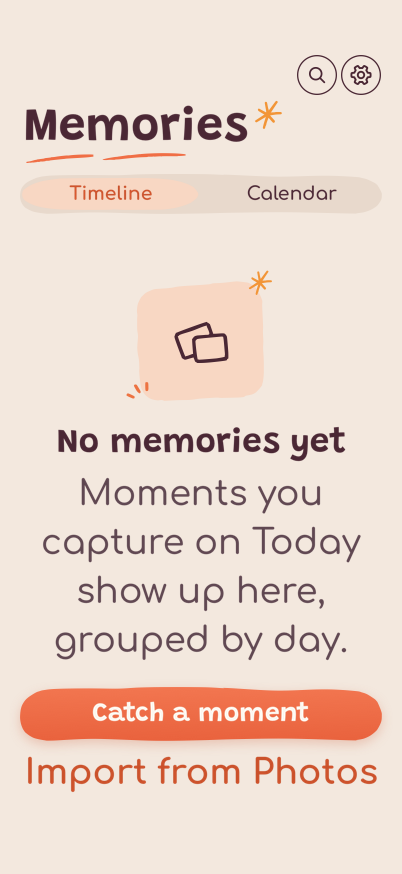 Memories
Timeline
Calendar
No memories yet
Moments you
capture on Today
show up here,
grouped by day.
Catch a moment
Import from Photos